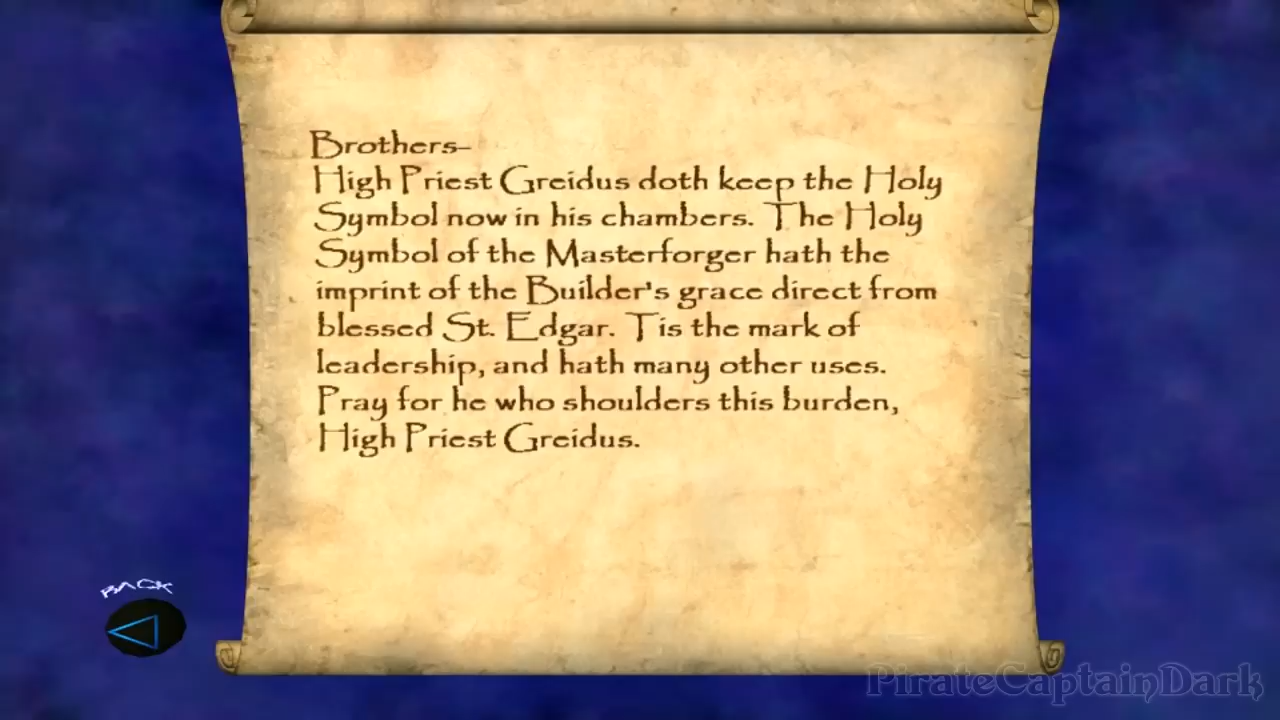 Brothers-
High Priest Greidus doth keep the Holy
Symbol now in his chambers. The Holy
Symbol of the Masterforger hath the
imprint of the Builder's grace direct from
blessed St. Edgar. Tis the mark of
leadership, and hath many other uses.
Pray for he who shoulders this burden,
High Priest Greidus.
BACK
PirateCaptainDark